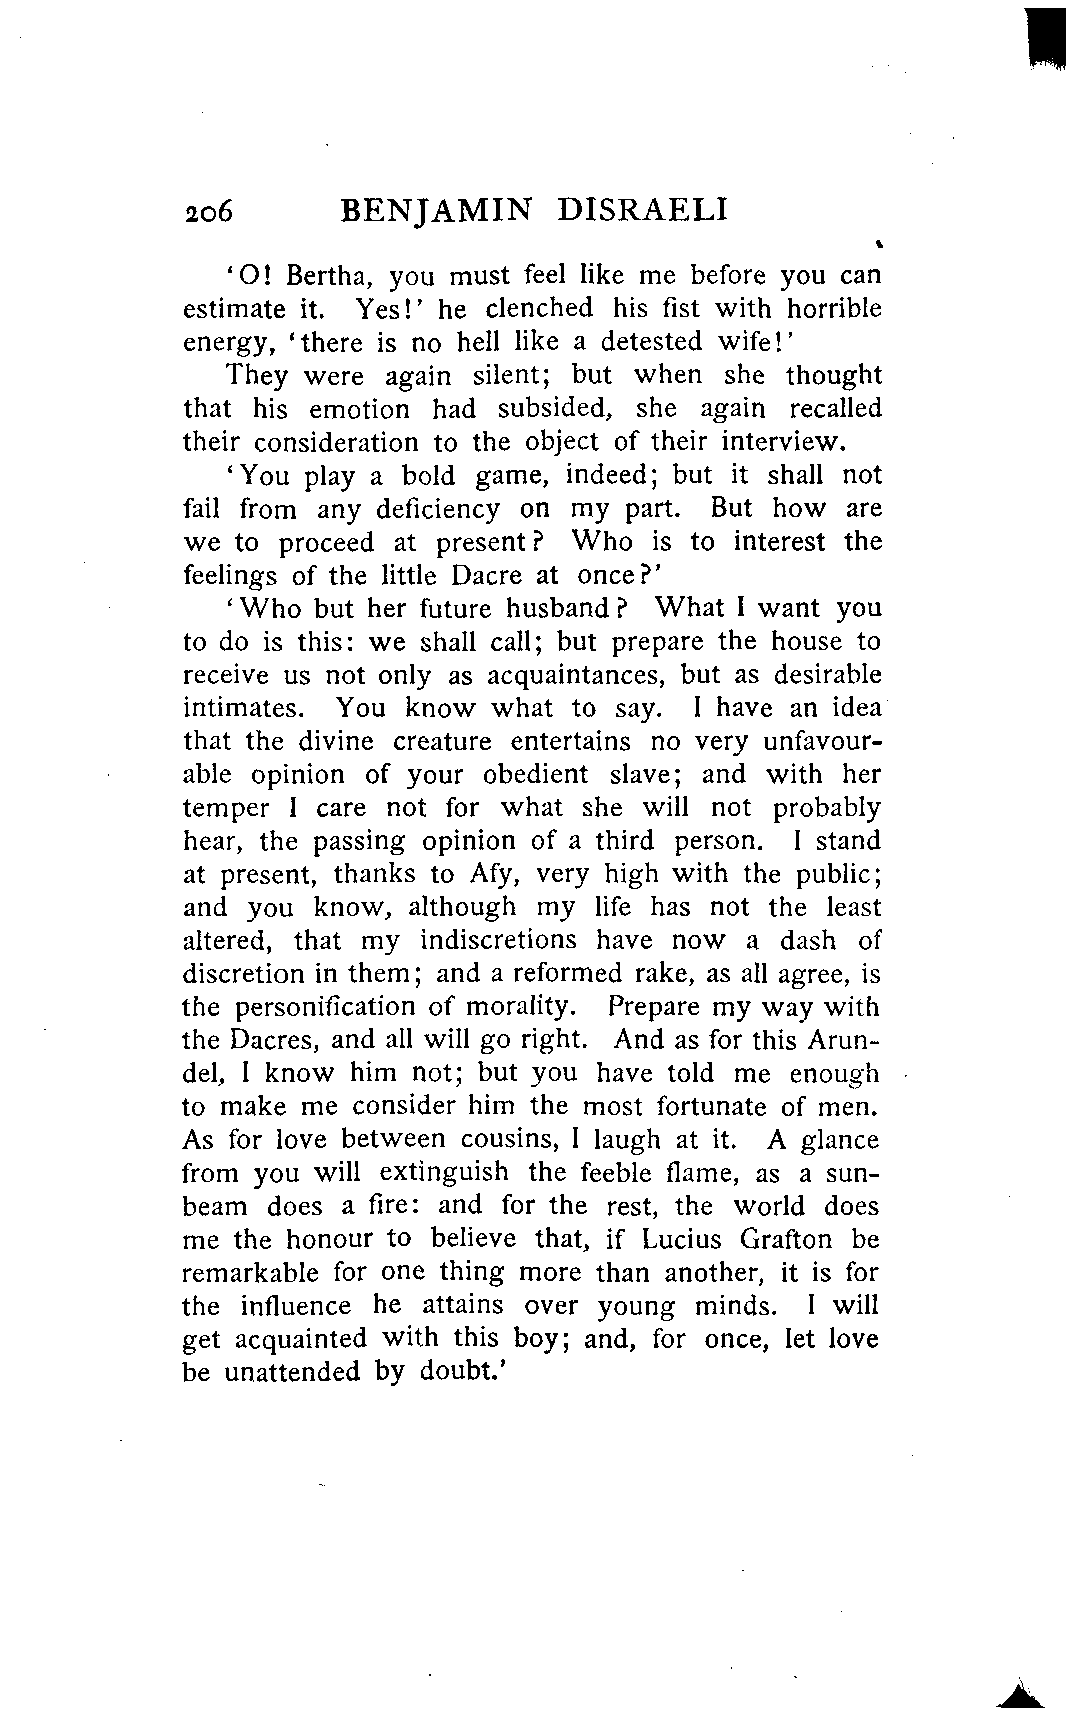 206 BENJAMIN DISRAELI
‘O! Bertha, you must feel like me before you can
estimate it. Yes!’ he clenched his fist with horrible
energy, ‘there is no hell like a detested wife!’
They were again silent; but when she thought
that his emotion had subsided, she again recalled
their consideration to the object of their interview.
‘You play a bold game, indeed; but it shall not
fail from any deficiency on my part. But how are
we to proceed at present? Who is to interest the
feelings of the little Dacre at once?’
‘Who but her future husband? What I want you
to do is this: we shall call; but prepare the house to
receive us not only as acquaintances, but as desirable
intimates. You know what to say. I have an idea
that the divine creature entertains no very unfavour-
able opinion of your obedient slave; and with her
temper I care not for what she will not probably
hear, the passing opinion of a third person. I stand
at present, thanks to Afy, very high with the public;
and you know, although my life has not the least
altered, that my indiscretions have now a dash of
discretion in them; and a reformed rake, as all agree, is
the personification of morality. Prepare my way with
the Dacres, and all will go right. And as for this Arun-
del, I know him not; but you have told me enough
to make me consider him the most fortunate of men.
As for love between cousins, I laugh at it. A glance
from you will extinguish the feeble flame, as a sun-
beam does a fire: and for the rest, the world does
me the honour to believe that, if Lucius Grafton be
remarkable for one thing more than another, it is for
the influence he attains over young minds. I will
get acquainted with this boy; and, for once, let love
be unattended by doubt.’